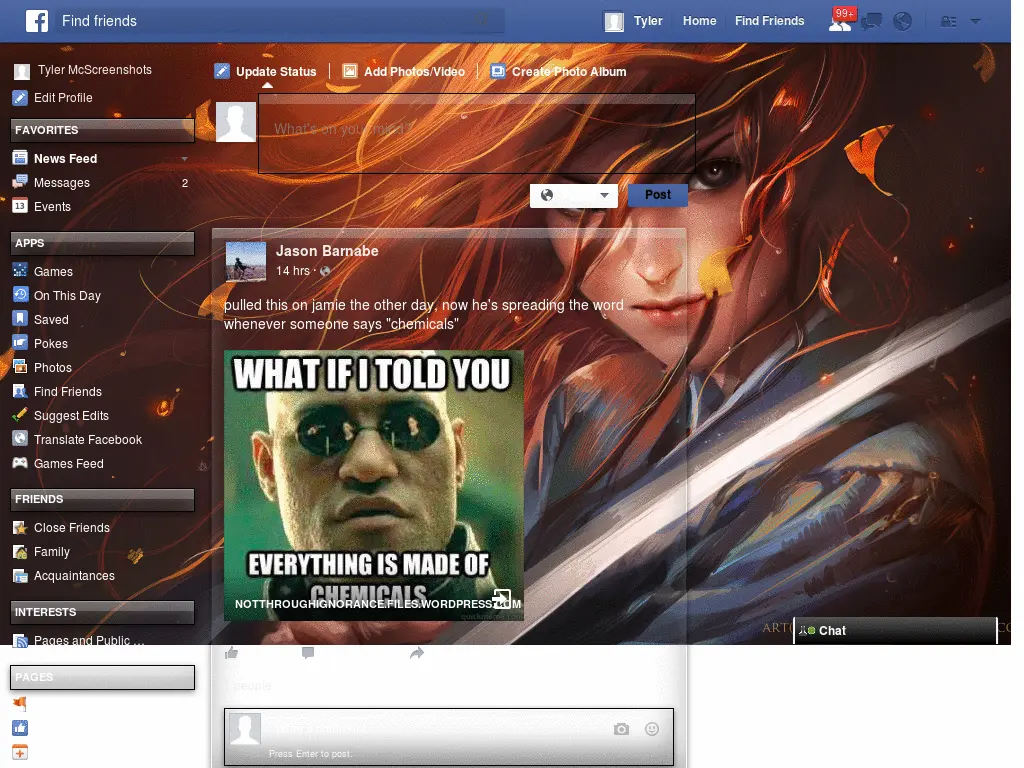 Find friends
Tyler
Home
Find Friends
99+
Tyler McScreenshots
Edit Profile
FAVORITES
News Feed
Messages 2
13 Events
APPS
Games
On This Day
Saved
Pokes
Photos
Find Friends
Suggest Edits
Translate Facebook
Games Feed
FRIENDS
Close Friends
Family
Acquaintances
INTERESTS
Pages and Public ...
PAGES
Update Status
Add Photos/Video
Create Photo Album
What's on your mind?
Post
Jason Barnabe
14 hrs ·
pulled this on jamie the other day, now he's spreading the word
whenever someone says "chemicals"
WHAT IF I TOLD YOU
EVERYTHING IS MADE OF
CHEMICALS
NOTTHROUGHIGNORANCE.FILES.WORDPRESS.COM
quickmeme.com
people
Press Enter to post.
Chat